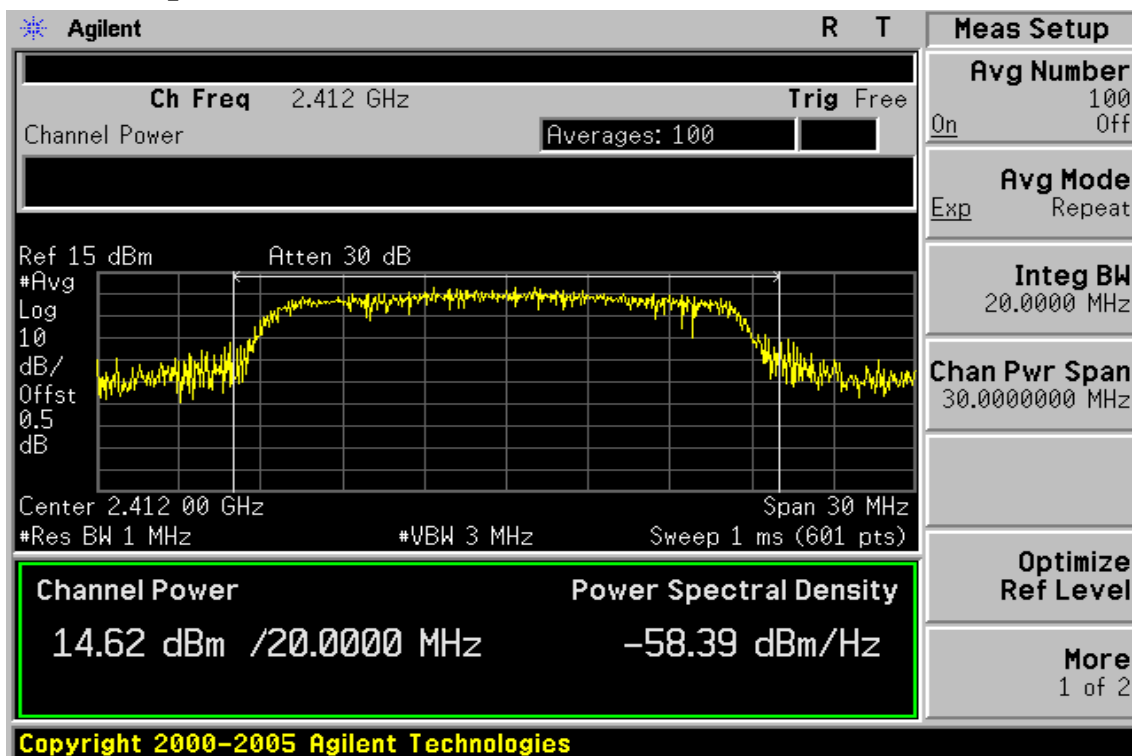 Agilent R T
Ch Freq 2.412 GHz Trig Free
Channel Power Averages: 100
Ref 15 dBm Atten 30 dB
#Avg
Log
10
dB/
Offst
0.5
dB
Center 2.412 00 GHz Span 30 MHz
#Res BW 1 MHz #VBW 3 MHz Sweep 1 ms (601 pts)
Channel Power Power Spectral Density
14.62 dBm /20.0000 MHz -58.39 dBm/Hz
Meas Setup
Avg Number
100
On Off
Avg Mode
Exp Repeat
Integ BW
20.0000 MHz
Chan Pwr Span
30.0000000 MHz
Optimize
Ref Level
More
1 of 2
Copyright 2000-2005 Agilent Technologies